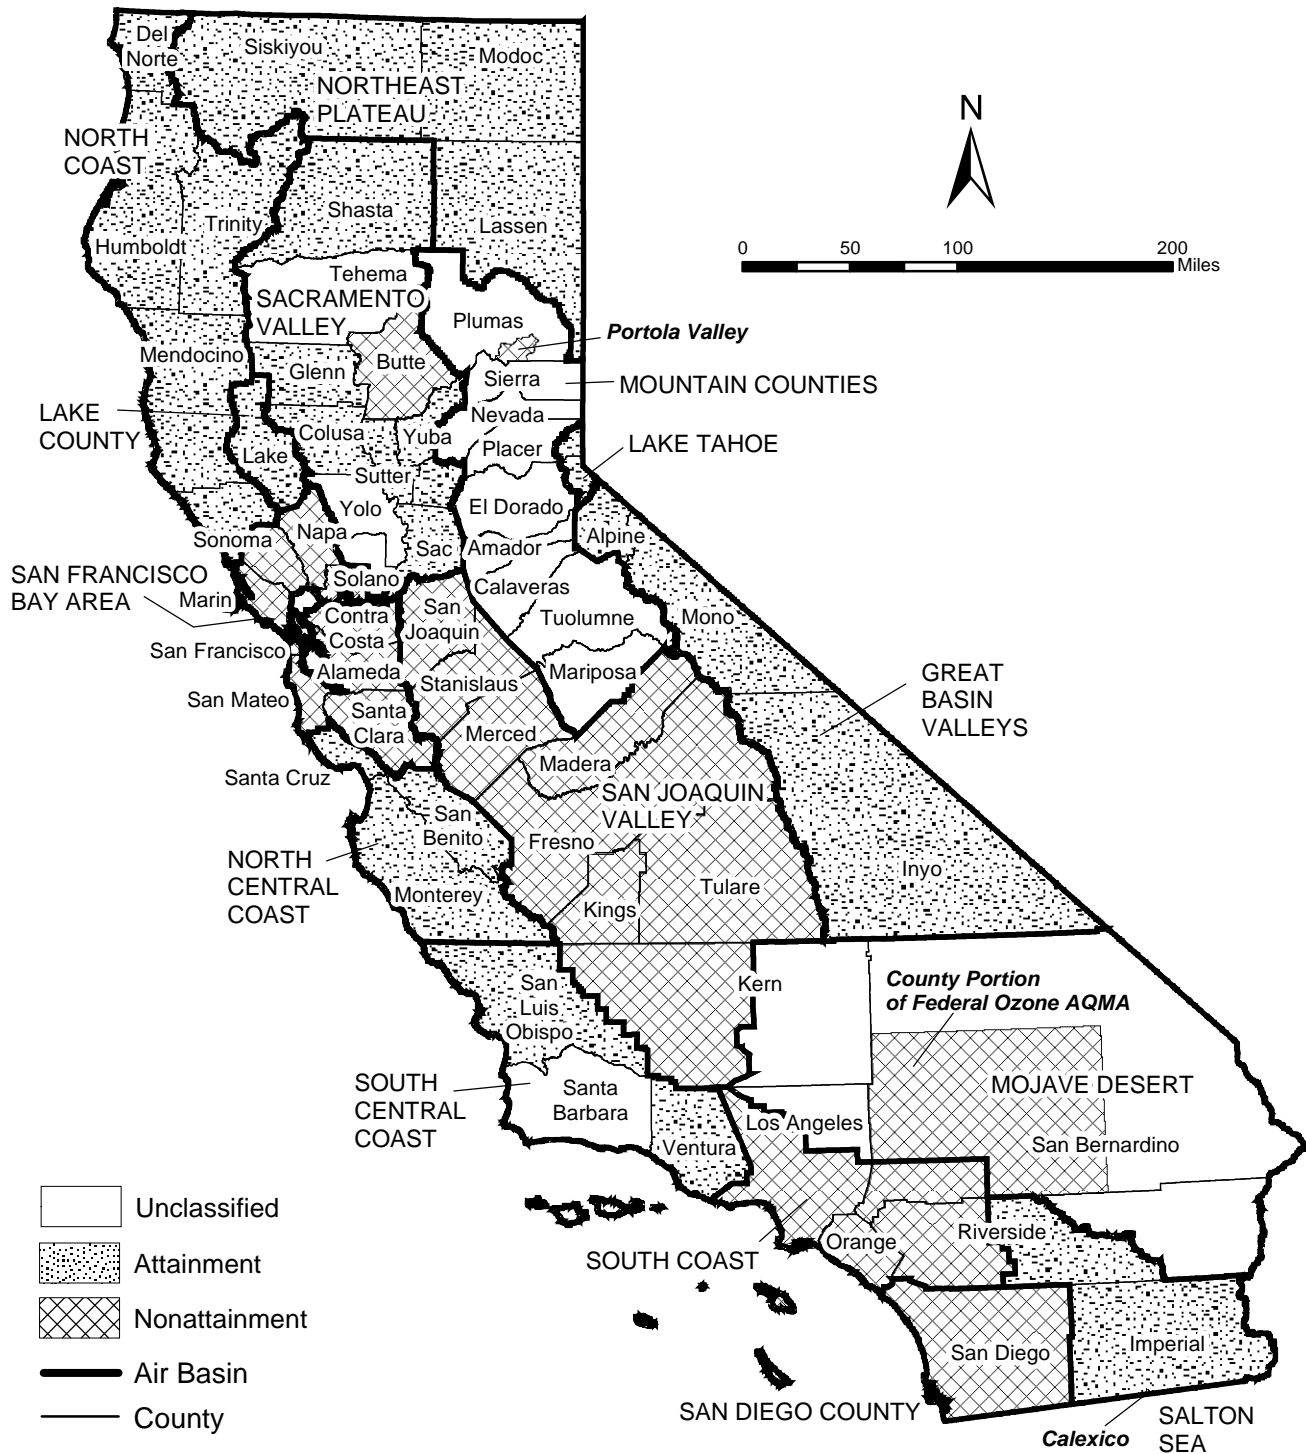 Del
Norte
Siskiyou
Modoc
NORTHEAST
PLATEAU
NORTH
COAST
N
Shasta
Trinity
Lassen
Humboldt
0 50 100 200
Miles
Tehema
SACRAMENTO
VALLEY
Plumas
Portola Valley
Mendocino
Butte
Glenn
Sierra
MOUNTAIN COUNTIES
LAKE
COUNTY
Nevada
Colusa
Yuba
Placer
LAKE TAHOE
Lake
Sutter
Yolo
El Dorado
Napa
Sonoma
Sac
Amador
Alpine
SAN FRANCISCO
BAY AREA
Solano
Calaveras
Marin
San
Joaquin
Contra
Costa
Tuolumne
Mono
San Francisco
Alameda
Stanislaus
Mariposa
GREAT
BASIN
VALLEYS
San Mateo
Santa
Clara
Merced
Madera
Santa Cruz
SAN JOAQUIN
VALLEY
San
Benito
Fresno
NORTH
CENTRAL
COAST
Inyo
Monterey
Tulare
Kings
San
Luis
Obispo
Kern
County Portion
of Federal Ozone AQMA
SOUTH
CENTRAL
COAST
Santa
Barbara
MOJAVE DESERT
Los Angeles
Ventura
San Bernardino
Unclassified
Riverside
Orange
SOUTH COAST
Attainment
Nonattainment
Imperial
San Diego
Air Basin
SAN DIEGO COUNTY
County
Calexico
SALTON
SEA